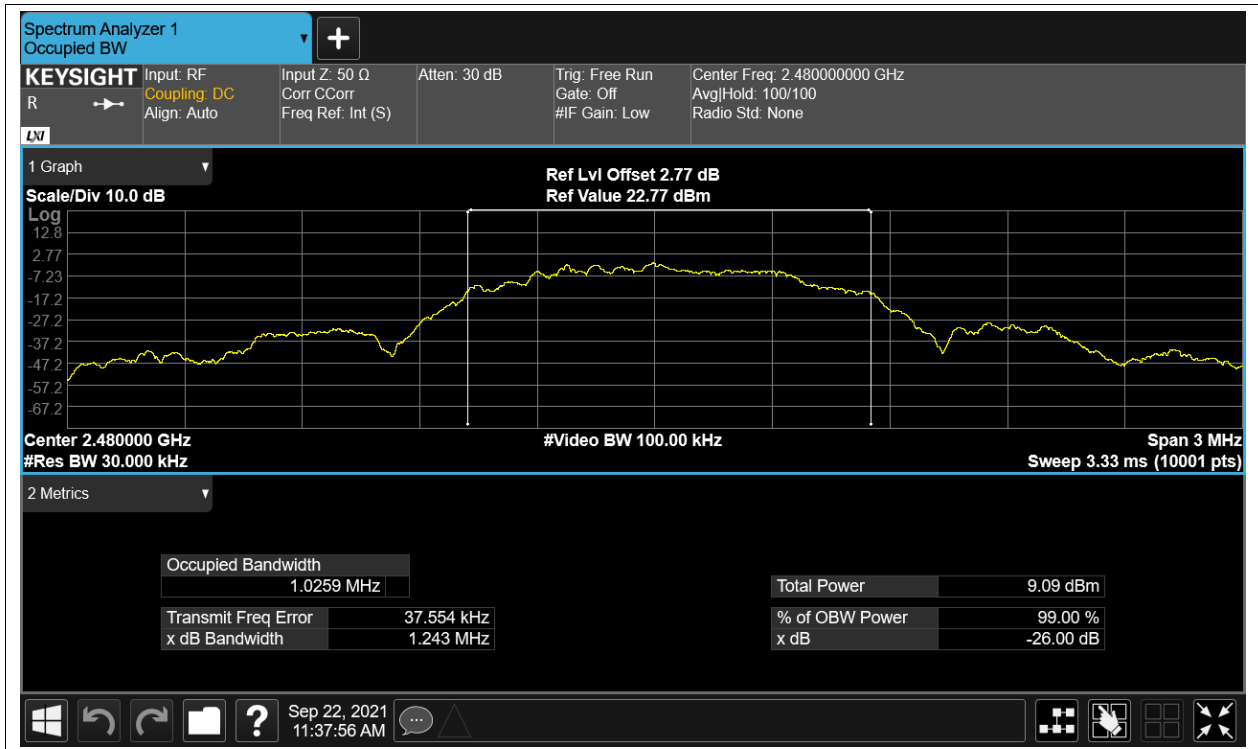 Spectrum Analyzer 1
Occupied BW
KEYSIGHT
R
LXI
Input: RF
Coupling: DC
Align: Auto
Input Z: 50 Ω
Corr CCorr
Freq Ref: Int (S)
Atten: 30 dB
Trig: Free Run
Gate: Off
#IF Gain: Low
Center Freq: 2.480000000 GHz
Avg|Hold: 100/100
Radio Std: None
1 Graph
Scale/Div 10.0 dB
Ref Lvl Offset 2.77 dB
Ref Value 22.77 dBm
Log
12.8
2.77
-7.23
-17.2
-27.2
-37.2
-47.2
-57.2
-67.2
Center 2.480000 GHz
#Res BW 30.000 kHz
#Video BW 100.00 kHz
Span 3 MHz
Sweep 3.33 ms (10001 pts)
2 Metrics
Occupied Bandwidth
1.0259 MHz
Transmit Freq Error 37.554 kHz
x dB Bandwidth 1.243 MHz
Total Power 9.09 dBm
% of OBW Power 99.00 %
x dB -26.00 dB
?
Sep 22, 2021
11:37:56 AM